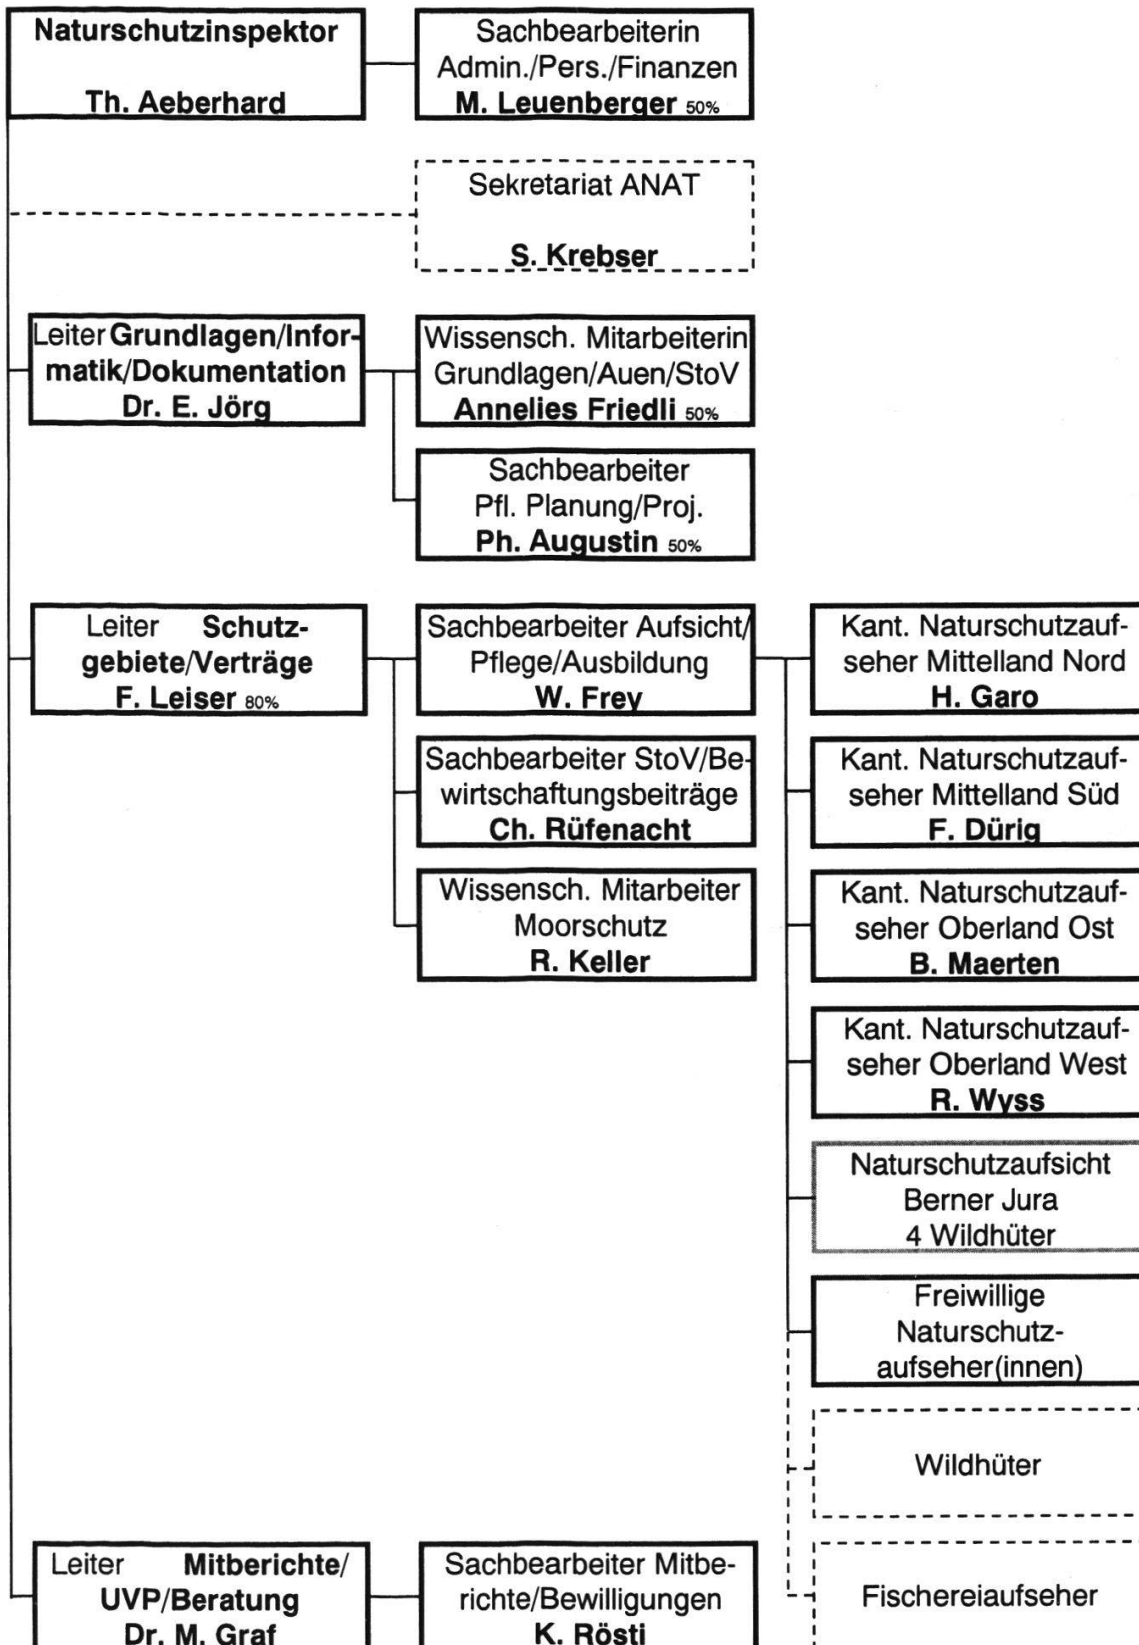 Naturschutzinspektor
Th. Aeberhard
Sachbearbeiterin
Admin./Pers./Finanzen
M. Leuenberger 50%
Sekretariat ANAT
S. Krebser
Leiter Grundlagen/Infor-
matik/Dokumentation
Dr. E. Jörg
Wissensch. Mitarbeiterin
Grundlagen/Auen/StoV
Annelies Friedli 50%
Sachbearbeiter
Pfl. Planung/Proj.
Ph. Augustin 50%
Leiter Schutz-
gebiete/Verträge
F. Leiser 80%
Sachbearbeiter Aufsicht/
Pflege/Ausbildung
W. Frey
Sachbearbeiter StoV/Be-
wirtschaftungsbeiträge
Ch. Rüfenacht
Wissensch. Mitarbeiter
Moorschutz
R. Keller
Kant. Naturschutzauf-
seher Mittelland Nord
H. Garo
Kant. Naturschutzauf-
seher Mittelland Süd
F. Dürig
Kant. Naturschutzauf-
seher Oberland Ost
B. Maerten
Kant. Naturschutzauf-
seher Oberland West
R. Wyss
Naturschutzaufsicht
Berner Jura
4 Wildhüter
Freiwillige
Naturschutz-
aufseher(innen)
Wildhüter
Fischereiaufseher
Leiter Mitberichte/
UVP/Beratung
Dr. M. Graf
Sachbearbeiter Mitbe-
richte/Bewilligungen
K. Rösti